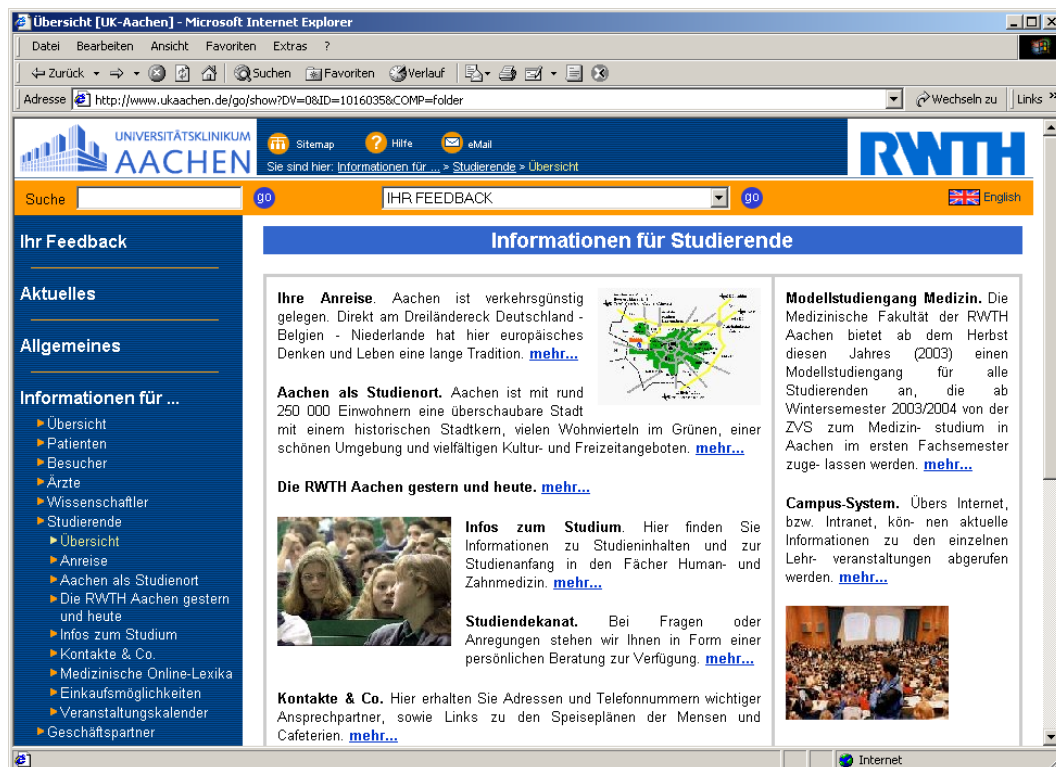 Übersicht [UK-Aachen] - Microsoft Internet Explorer
Datei Bearbeiten Ansicht Favoriten Extras ?
Zurück Suchen Favoriten Verlauf
Adresse http://www.ukaachen.de/go/show?DV=0&ID=1016035&COMP=folder Wechseln zu Links »
UNIVERSITÄTSKLINIKUM
AACHEN
Sitemap Hilfe eMail
Sie sind hier: Informationen für ... » Studierende » Übersicht
RWTH
Suche go IHR FEEDBACK go English
Ihr Feedback
Aktuelles
Allgemeines
Informationen für ...
Übersicht
Patienten
Besucher
Ärzte
Wissenschaftler
Studierende
Übersicht
Anreise
Aachen als Studienort
Die RWTH Aachen gestern
und heute
Infos zum Studium
Kontakte & Co.
Medizinische Online-Lexika
Einkaufsmöglichkeiten
Veranstaltungskalender
Geschäftspartner
Informationen für Studierende
Ihre Anreise. Aachen ist verkehrsgünstig
gelegen. Direkt am Dreiländereck Deutschland -
Belgien - Niederlande hat hier europäisches
Denken und Leben eine lange Tradition. mehr...
Aachen als Studienort. Aachen ist mit rund
250 000 Einwohnern eine überschaubare Stadt
mit einem historischen Stadtkern, vielen Wohnvierteln im Grünen, einer
schönen Umgebung und vielfältigen Kultur- und Freizeitangeboten. mehr...
Die RWTH Aachen gestern und heute. mehr...
Infos zum Studium. Hier finden Sie
Informationen zu Studieninhalten und zur
Studienanfang in den Fächer Human- und
Zahnmedizin. mehr...
Studiendekanat. Bei Fragen oder
Anregungen stehen wir Ihnen in Form einer
persönlichen Beratung zur Verfügung. mehr...
Kontakte & Co. Hier erhalten Sie Adressen und Telefonnummern wichtiger
Ansprechpartner, sowie Links zu den Speiseplänen der Mensen und
Cafeterien. mehr...
Modellstudiengang Medizin. Die
Medizinische Fakultät der RWTH
Aachen bietet ab dem Herbst
diesen Jahres (2003) einen
Modellstudiengang für alle
Studierenden an, die ab
Wintersemester 2003/2004 von der
ZVS zum Medizin- studium in
Aachen im ersten Fachsemester
zuge- lassen werden. mehr...
Campus-System. Übers Internet,
bzw. Intranet, kön- nen aktuelle
Informationen zu den einzelnen
Lehr- veranstaltungen abgerufen
werden. mehr...
Internet